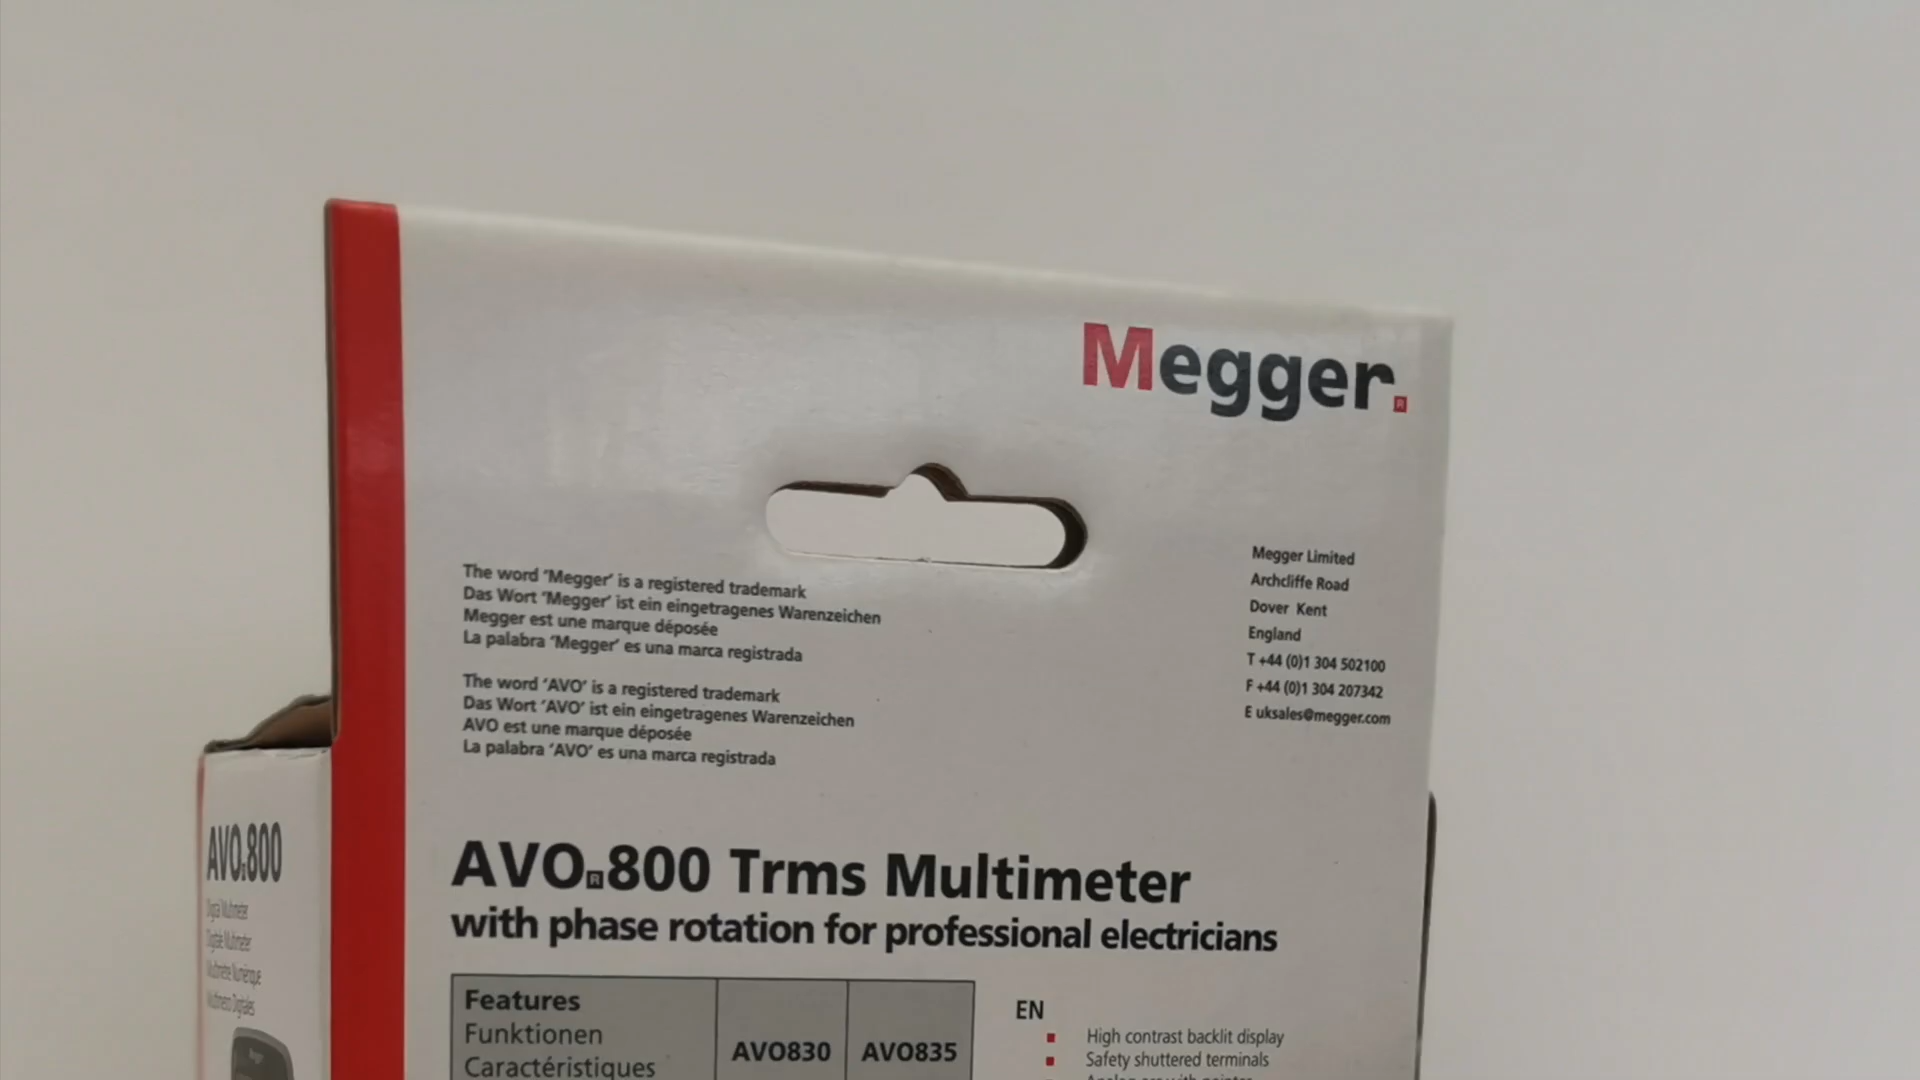 Megger.
The word 'Megger' is a registered trademark
Das Wort 'Megger' ist ein eingetragenes Warenzeichen
Megger est une marque déposée
La palabra 'Megger' es una marca registrada
The word 'AVO' is a registered trademark
Das Wort 'AVO' ist ein eingetragenes Warenzeichen
AVO est une marque déposée
La palabra 'AVO' es una marca registrada
Megger Limited
Archcliffe Road
Dover Kent
England
T +44 (0)1 304 502100
F +44 (0)1 304 207342
E uksales@megger.com
AVO®800 Trms Multimeter
with phase rotation for professional electricians
Features
Funktionen
Caractéristiques
AVO830
AVO835
EN
High contrast backlit display
Safety shuttered terminals
AVO®800
Digital Multimeter
Digitale Multimeter
Multimètre Numérique
Multímetro Digitales